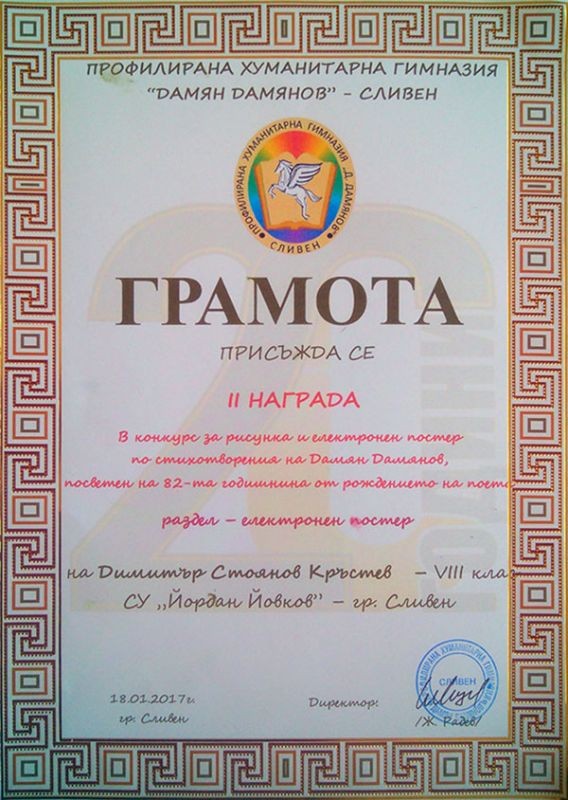 ПРОФИЛИРАНА ХУМАНИТАРНА ГИМНАЗИЯ
“ДАМЯН ДАМЯНОВ” – СЛИВЕН
ПРОФИЛИРАНА ХУМАНИТАРНА ГИМНАЗИЯ „Д. ДАМЯНОВ“
СЛИВЕН
ГРАМОТА
ПРИСЪЖДА СЕ
II НАГРАДА
В конкурс за рисунка и електронен постер
по стихотворения на Дамян Дамянов,
посветен на 82-та годишнина от рождението на поета
раздел – електронен постер
на Димитър Стоянов Кръстев – VIII кла
СУ „Йордан Йовков” – гр. Сливен
18.01.2017г.
гр. Сливен
Директор:
/Ж. Радев/
СЛИВЕН